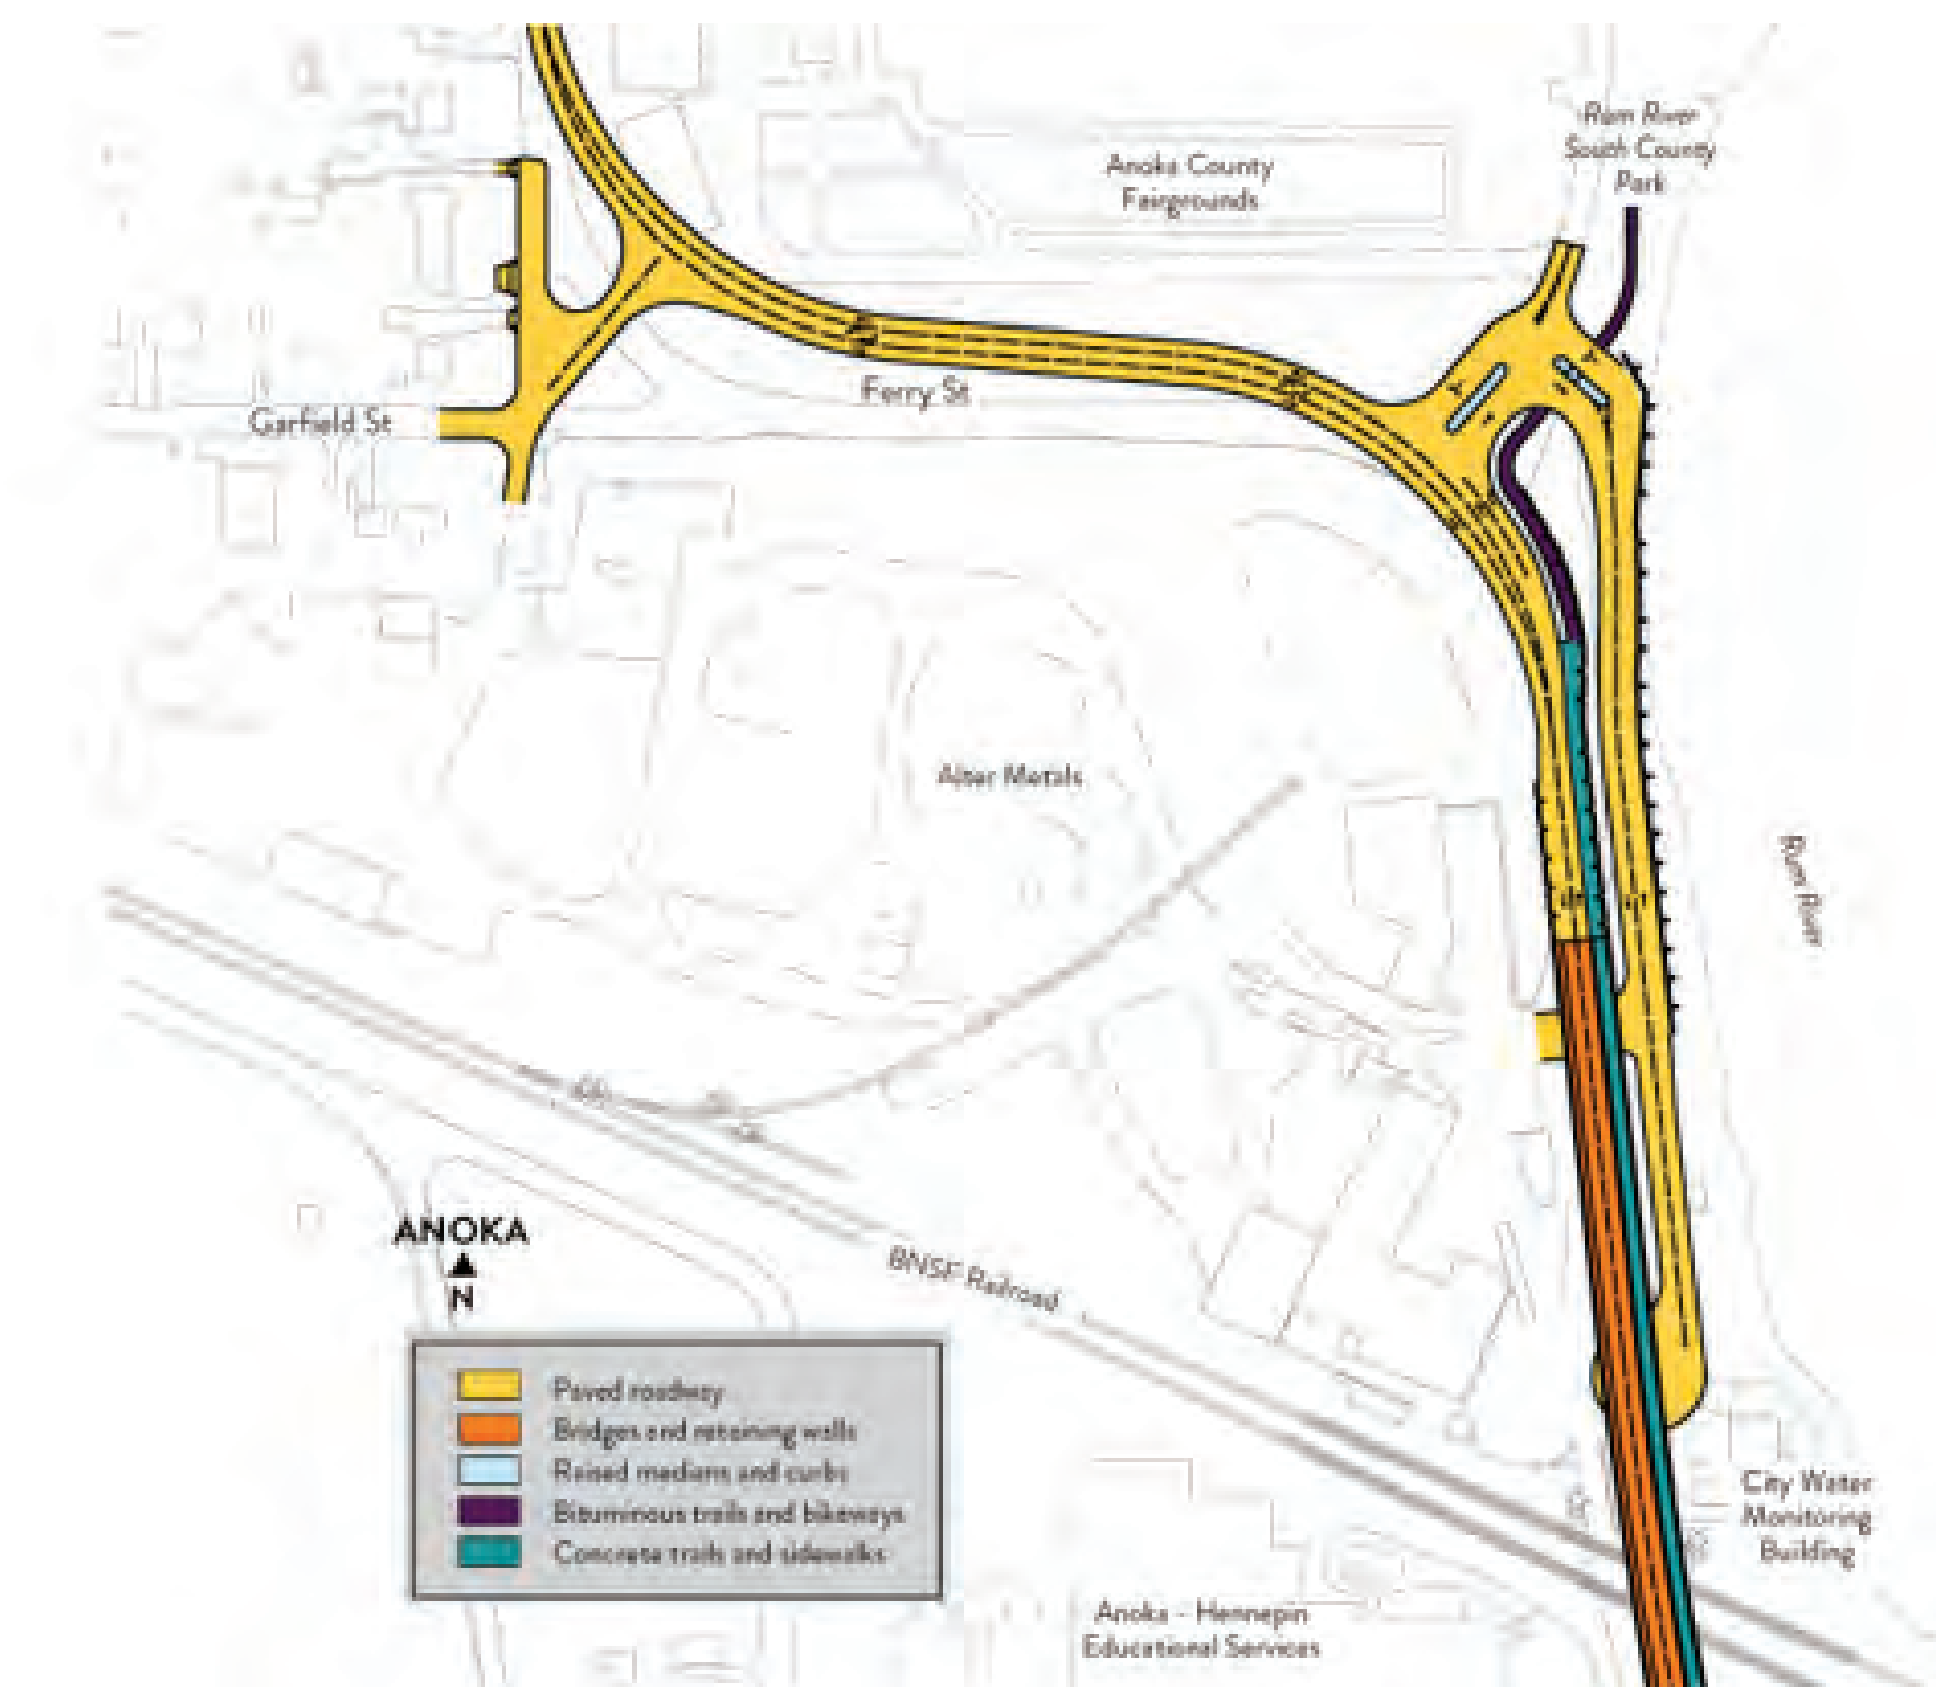 Rum River
South County
Park
Anoka County
Fairgrounds
Ferry St
Garfield St
Alter Metals
Rum River
ANOKA
N
BNSF Railroad
Paved roadway
Bridges and retaining walls
Raised medians and curbs
Bituminous trails and bikeways
Concrete trails and sidewalks
City Water
Monitoring
Building
Anoka - Hennepin
Educational Services